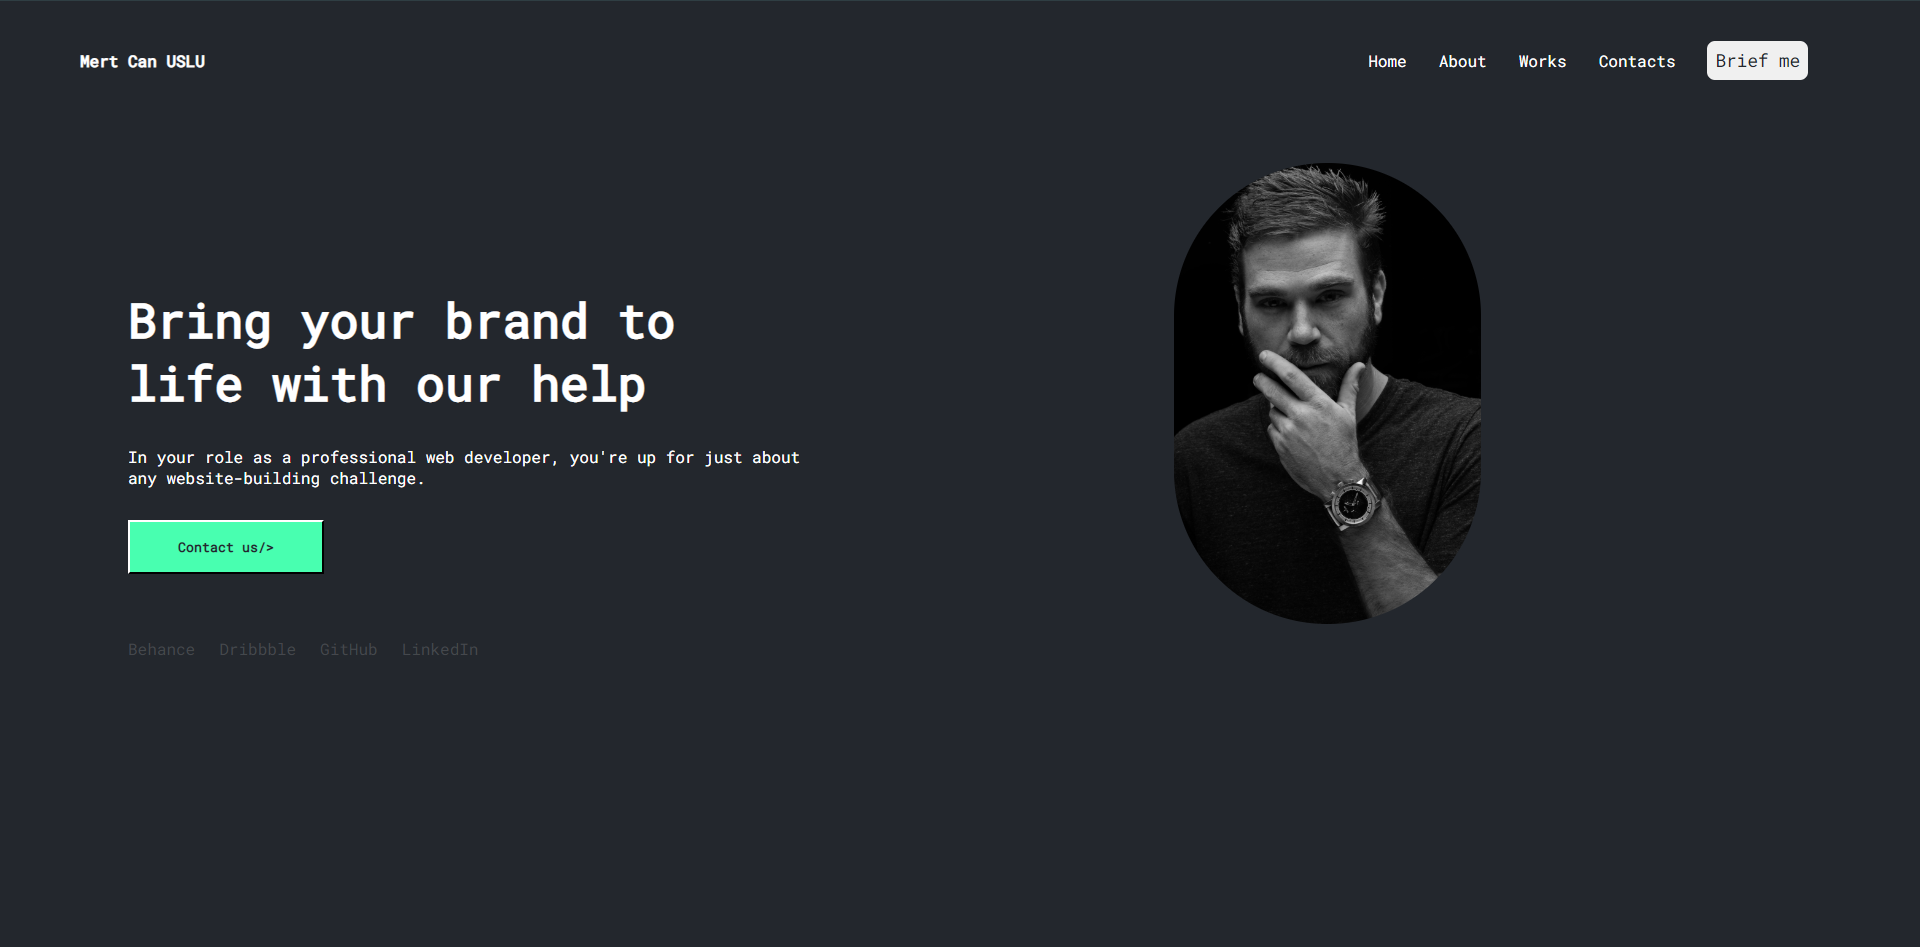 Mert Can USLU
Home About Works Contacts Brief me
Bring your brand to
life with our help
In your role as a professional web developer, you're up for just about
any website-building challenge.
Contact us/>
Behance Dribbble GitHub LinkedIn